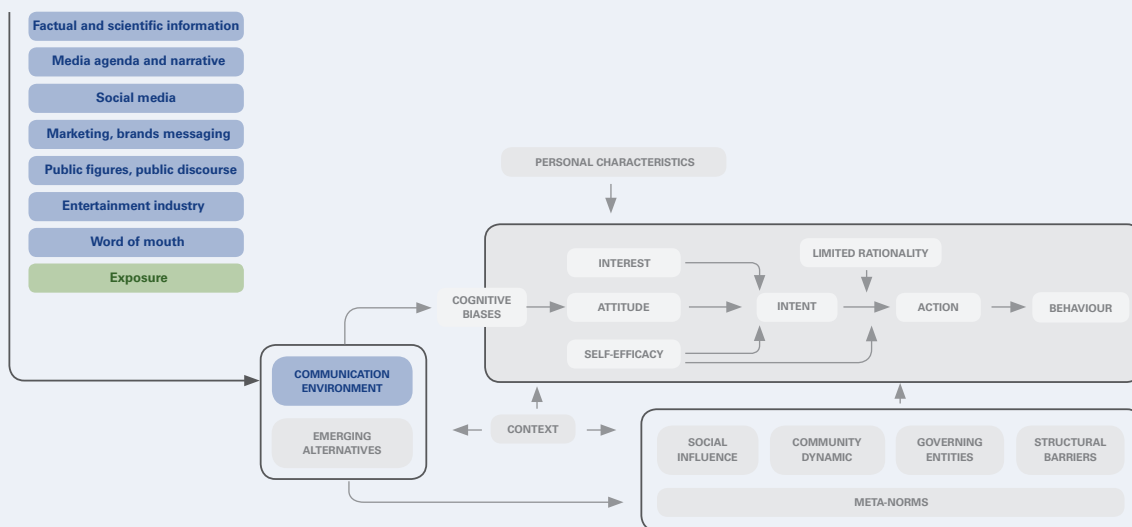 Factual and scientific information
Media agenda and narrative
Social media
Marketing, brands messaging
Public figures, public discourse
Entertainment industry
Word of mouth
Exposure
PERSONAL CHARACTERISTICS
INTEREST
LIMITED RATIONALITY
COGNITIVE
BIASES
ATTITUDE
INTENT
ACTION
BEHAVIOUR
SELF-EFFICACY
COMMUNICATION
ENVIRONMENT
EMERGING
ALTERNATIVES
CONTEXT
SOCIAL
INFLUENCE
COMMUNITY
DYNAMIC
GOVERNING
ENTITIES
STRUCTURAL
BARRIERS
META-NORMS